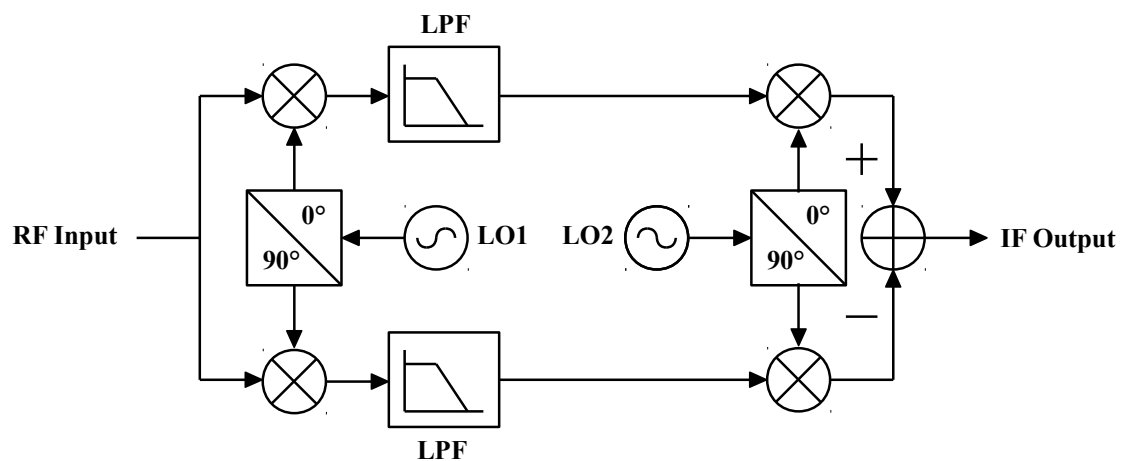 LPF
0°
90°
LO1
RF Input
LO2
0°
90°
+
−
IF Output
LPF